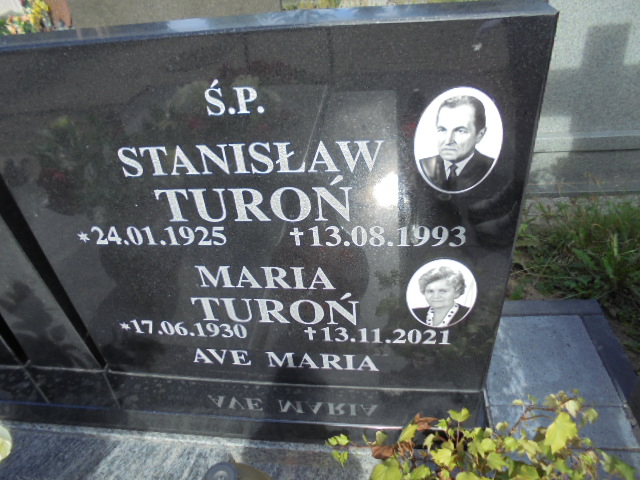 Ś.P.
STANISŁAW
TUROŃ
*24.01.1925 †13.08.1993
MARIA
TUROŃ
*17.06.1930 †13.11.2021
AVE MARIA